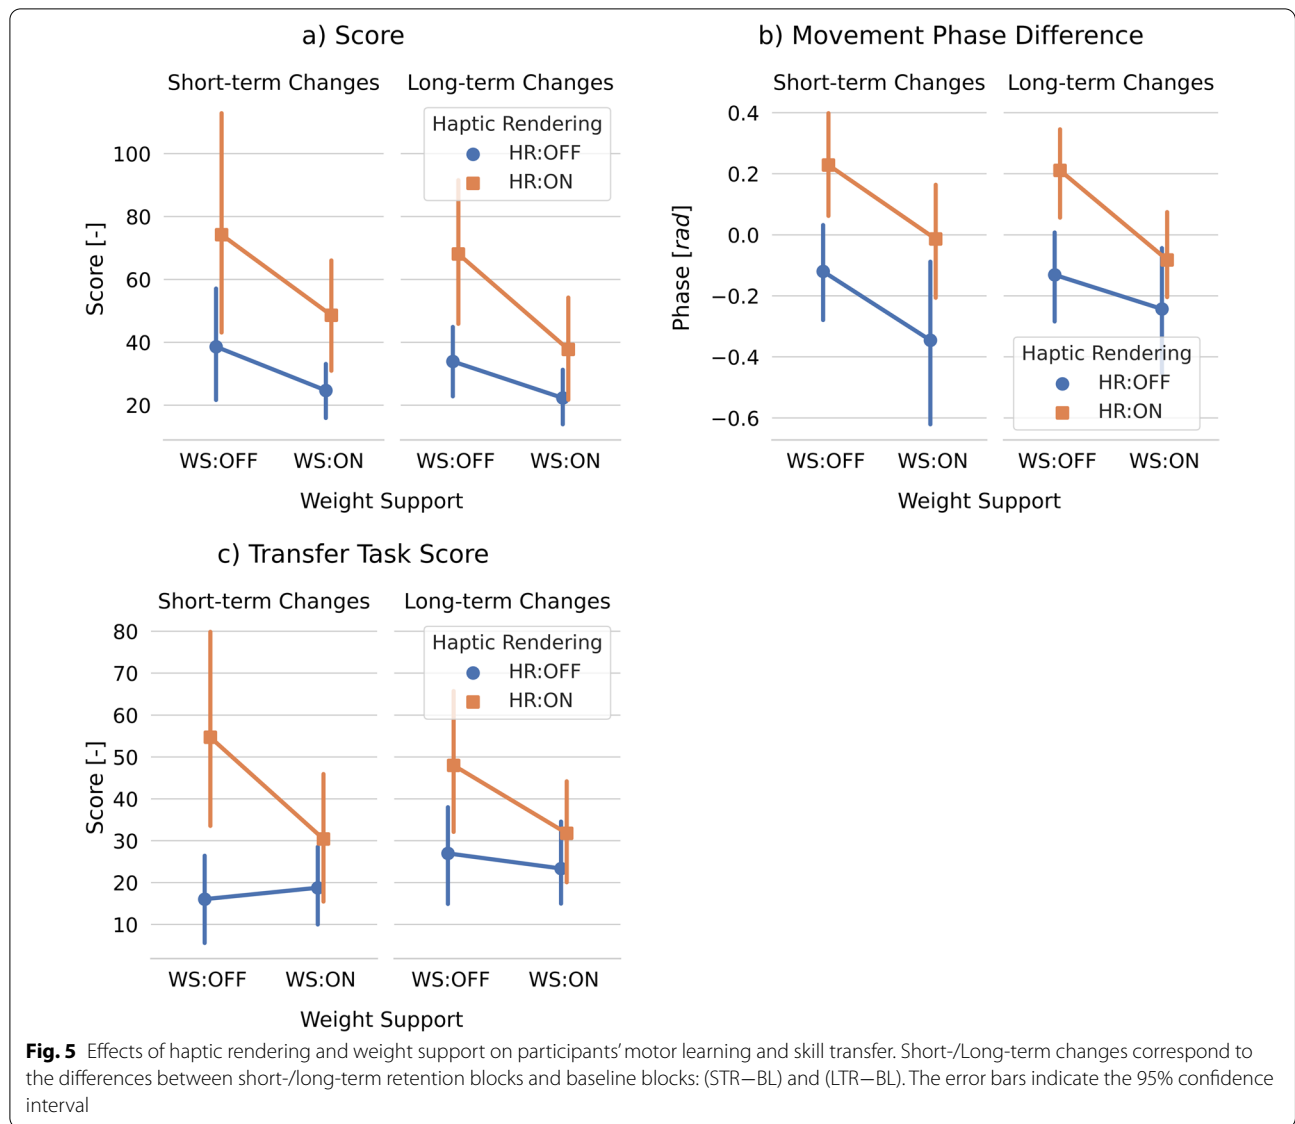 a) Score
Short-term Changes Long-term Changes
Haptic Rendering
HR:OFF
HR:ON
100
80
60
40
20
Score [-]
WS:OFF WS:ON WS:OFF WS:ON
Weight Support
b) Movement Phase Difference
Short-term Changes Long-term Changes
0.4
0.2
0.0
−0.2
−0.4
−0.6
Phase [rad]
Haptic Rendering
HR:OFF
HR:ON
WS:OFF WS:ON WS:OFF WS:ON
Weight Support
c) Transfer Task Score
Short-term Changes Long-term Changes
Haptic Rendering
HR:OFF
HR:ON
80
70
60
50
40
30
20
10
Score [-]
WS:OFF WS:ON WS:OFF WS:ON
Weight Support
Fig. 5 Effects of haptic rendering and weight support on participants' motor learning and skill transfer. Short-/Long-term changes correspond to
the differences between short-/long-term retention blocks and baseline blocks: (STR−BL) and (LTR−BL). The error bars indicate the 95% confidence
interval